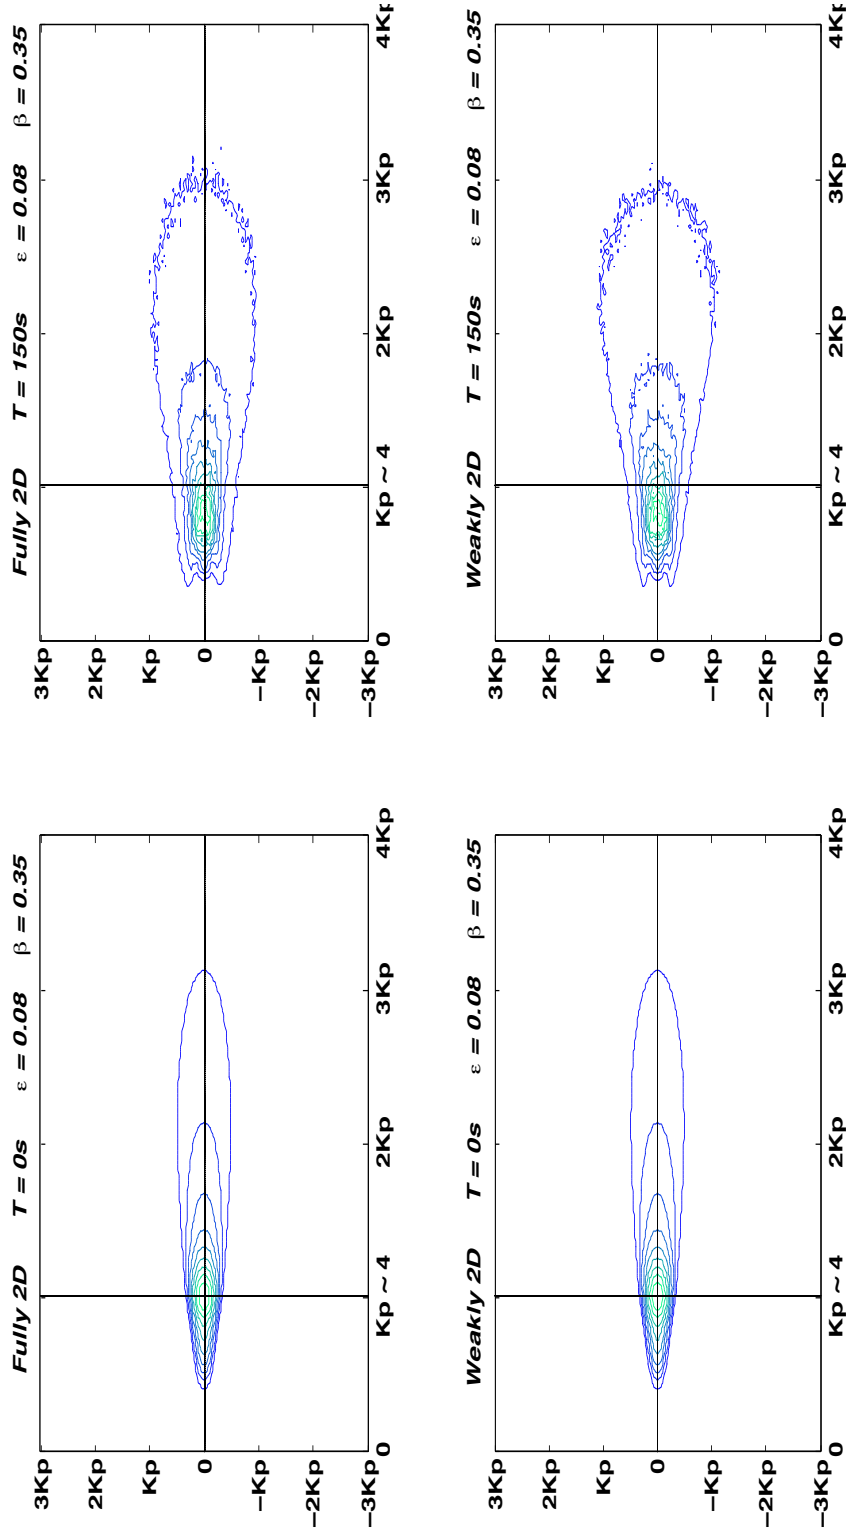 Fully 2D T = 0s ε = 0.08 β = 0.35
3Kp
2Kp
Kp
0
−Kp
−2Kp
−3Kp
0
Kp ~ 4
2Kp
3Kp
4Kp
Fully 2D T = 150s ε = 0.08 β = 0.35
3Kp
2Kp
Kp
0
−Kp
−2Kp
−3Kp
0
Kp ~ 4
2Kp
3Kp
4Kp
Weakly 2D T = 0s ε = 0.08 β = 0.35
3Kp
2Kp
Kp
0
−Kp
−2Kp
−3Kp
0
Kp ~ 4
2Kp
3Kp
4Kp
Weakly 2D T = 150s ε = 0.08 β = 0.35
3Kp
2Kp
Kp
0
−Kp
−2Kp
−3Kp
0
Kp ~ 4
2Kp
3Kp
4Kp